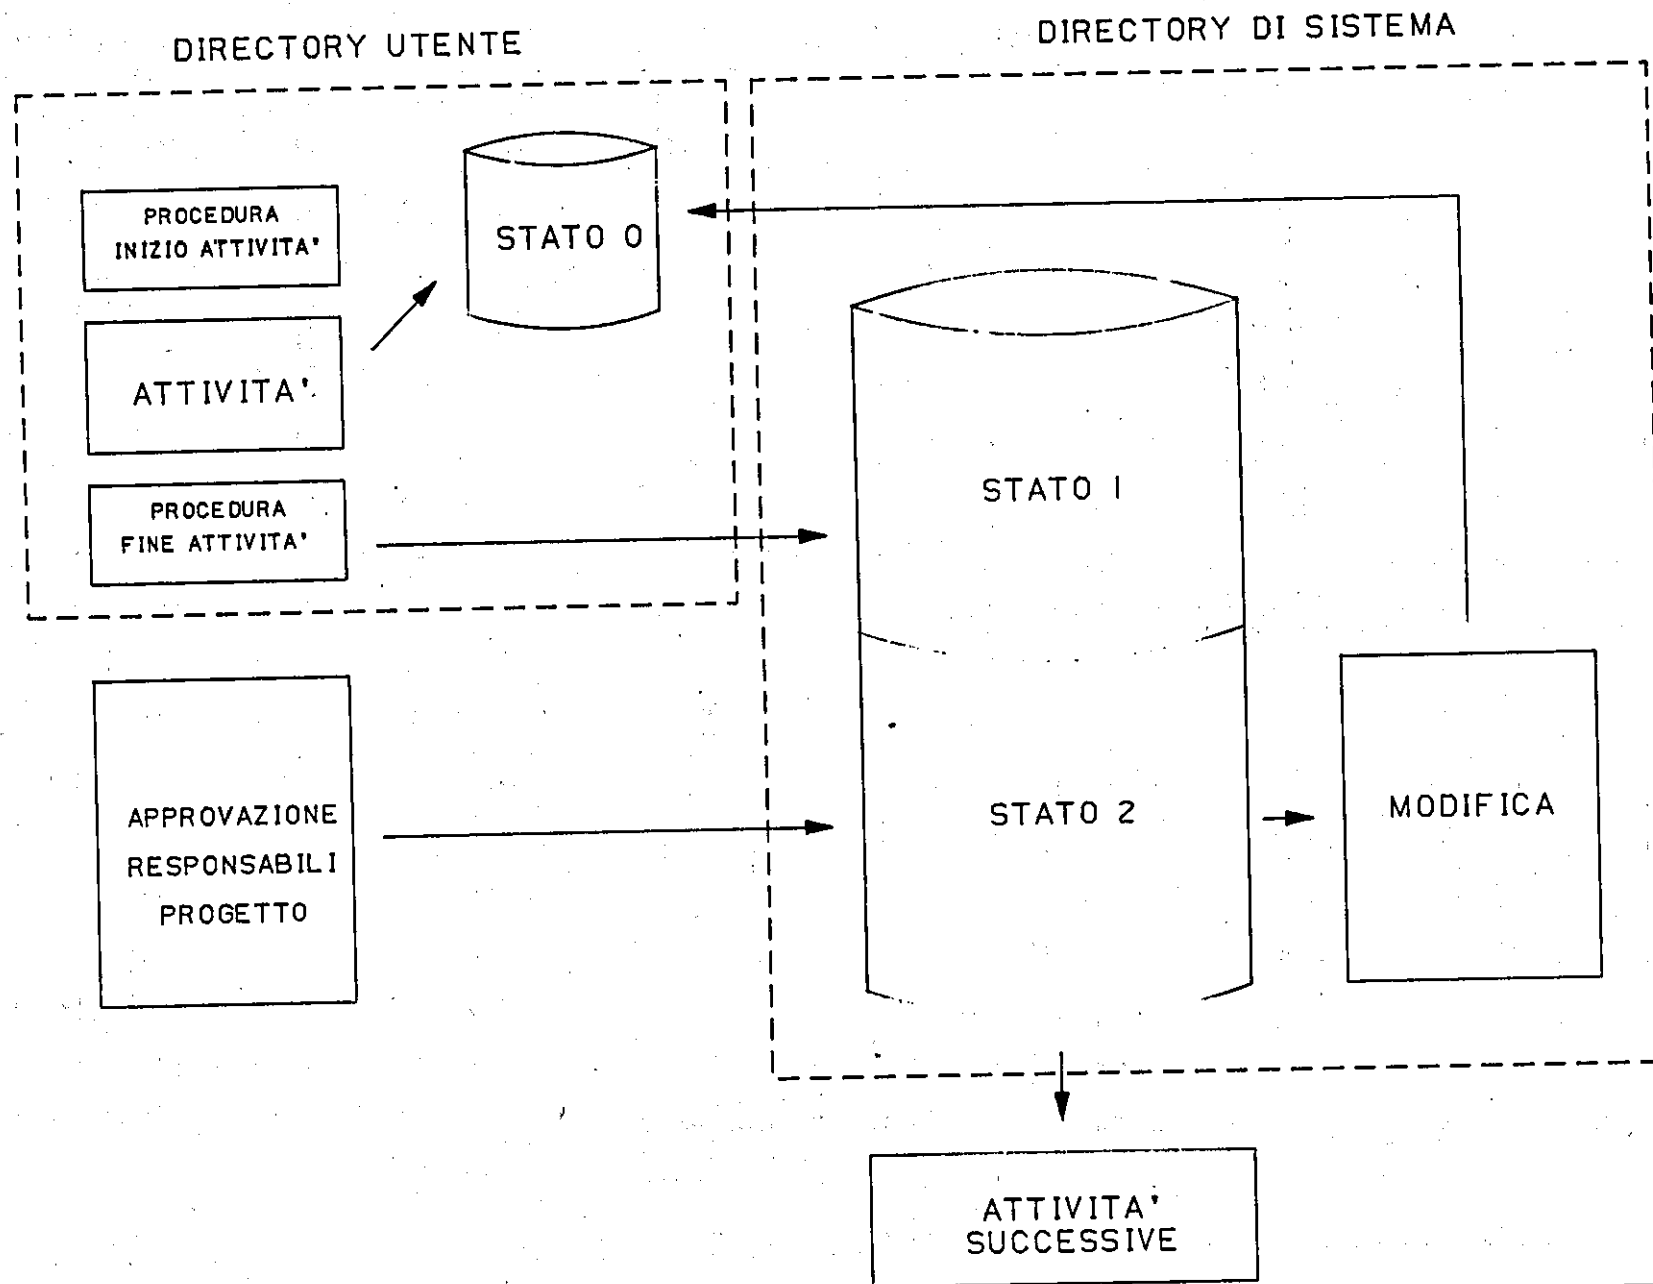 DIRECTORY UTENTE
DIRECTORY DI SISTEMA
PROCEDURA
INIZIO ATTIVITA'
STATO 0
ATTIVITA'
PROCEDURA
FINE ATTIVITA'
STATO 1
APPROVAZIONE
RESPONSABILI
PROGETTO
STATO 2
MODIFICA
ATTIVITA'
SUCCESSIVE